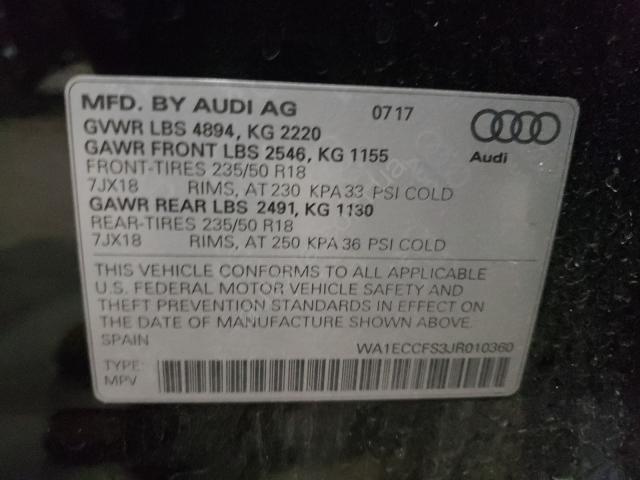 MFD. BY AUDI AG 07 17
GVWR LBS 4894, KG 2220
GAWR FRONT LBS 2546, KG 1155
FRONT-TIRES 235/50 R18
7JX18 RIMS, AT 230 KPA 33 PSI COLD
GAWR REAR LBS 2491, KG 1130
REAR-TIRES 235/50 R18
7JX18 RIMS, AT 250 KPA 36 PSI COLD
Audi
THIS VEHICLE CONFORMS TO ALL APPLICABLE
U.S. FEDERAL MOTOR VEHICLE SAFETY AND
THEFT PREVENTION STANDARDS IN EFFECT ON
THE DATE OF MANUFACTURE SHOWN ABOVE.
SPAIN WA1ECCFS3JR010360
TYPE:
MPV